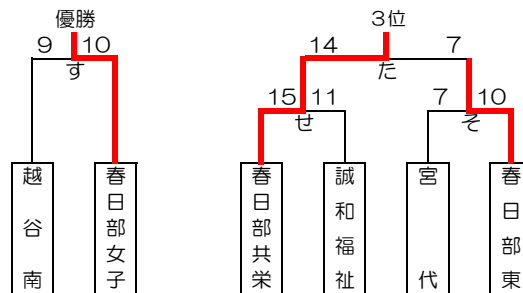 優勝 3位
9 10 14 7
す た
15 11 7 10
せ そ
越谷南
春日部女子
春日部共栄
誠和福祉
宮代
春日部東